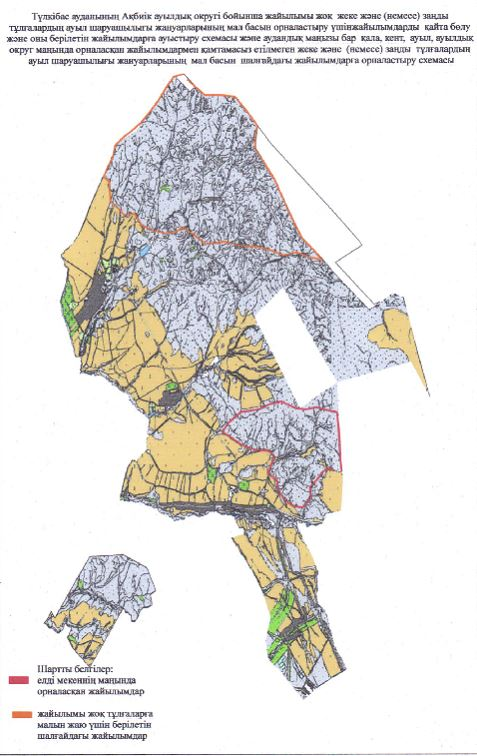 Түлкібас ауданының Ақбиік ауылдық округі бойынша жайылымы жоқ жеке және (немесе) заңды
тұлғалардың ауыл шаруашылығы жануарларының мал басын орналастыру үшінжайылымдарды қайта бөлу
және оны берілетін жайылымдарға ауыстыру схемасы және аудандық маңызы бар қала, кент, ауыл, ауылдық
округ маңында орналасқан жайылымдармен қамтамасыз етілмеген жеке және (немесе) заңды тұлғалардың
ауыл шаруашылығы жануарларының мал басын шалғайдағы жайылымдарға орналастыру схемасы
Шартты белгілер:
елді мекеннің маңында
орналасқан жайылымдар
жайылымы жоқ тұлғаларға
малын жаю үшін берілетін
шалғайдағы жайылымдар